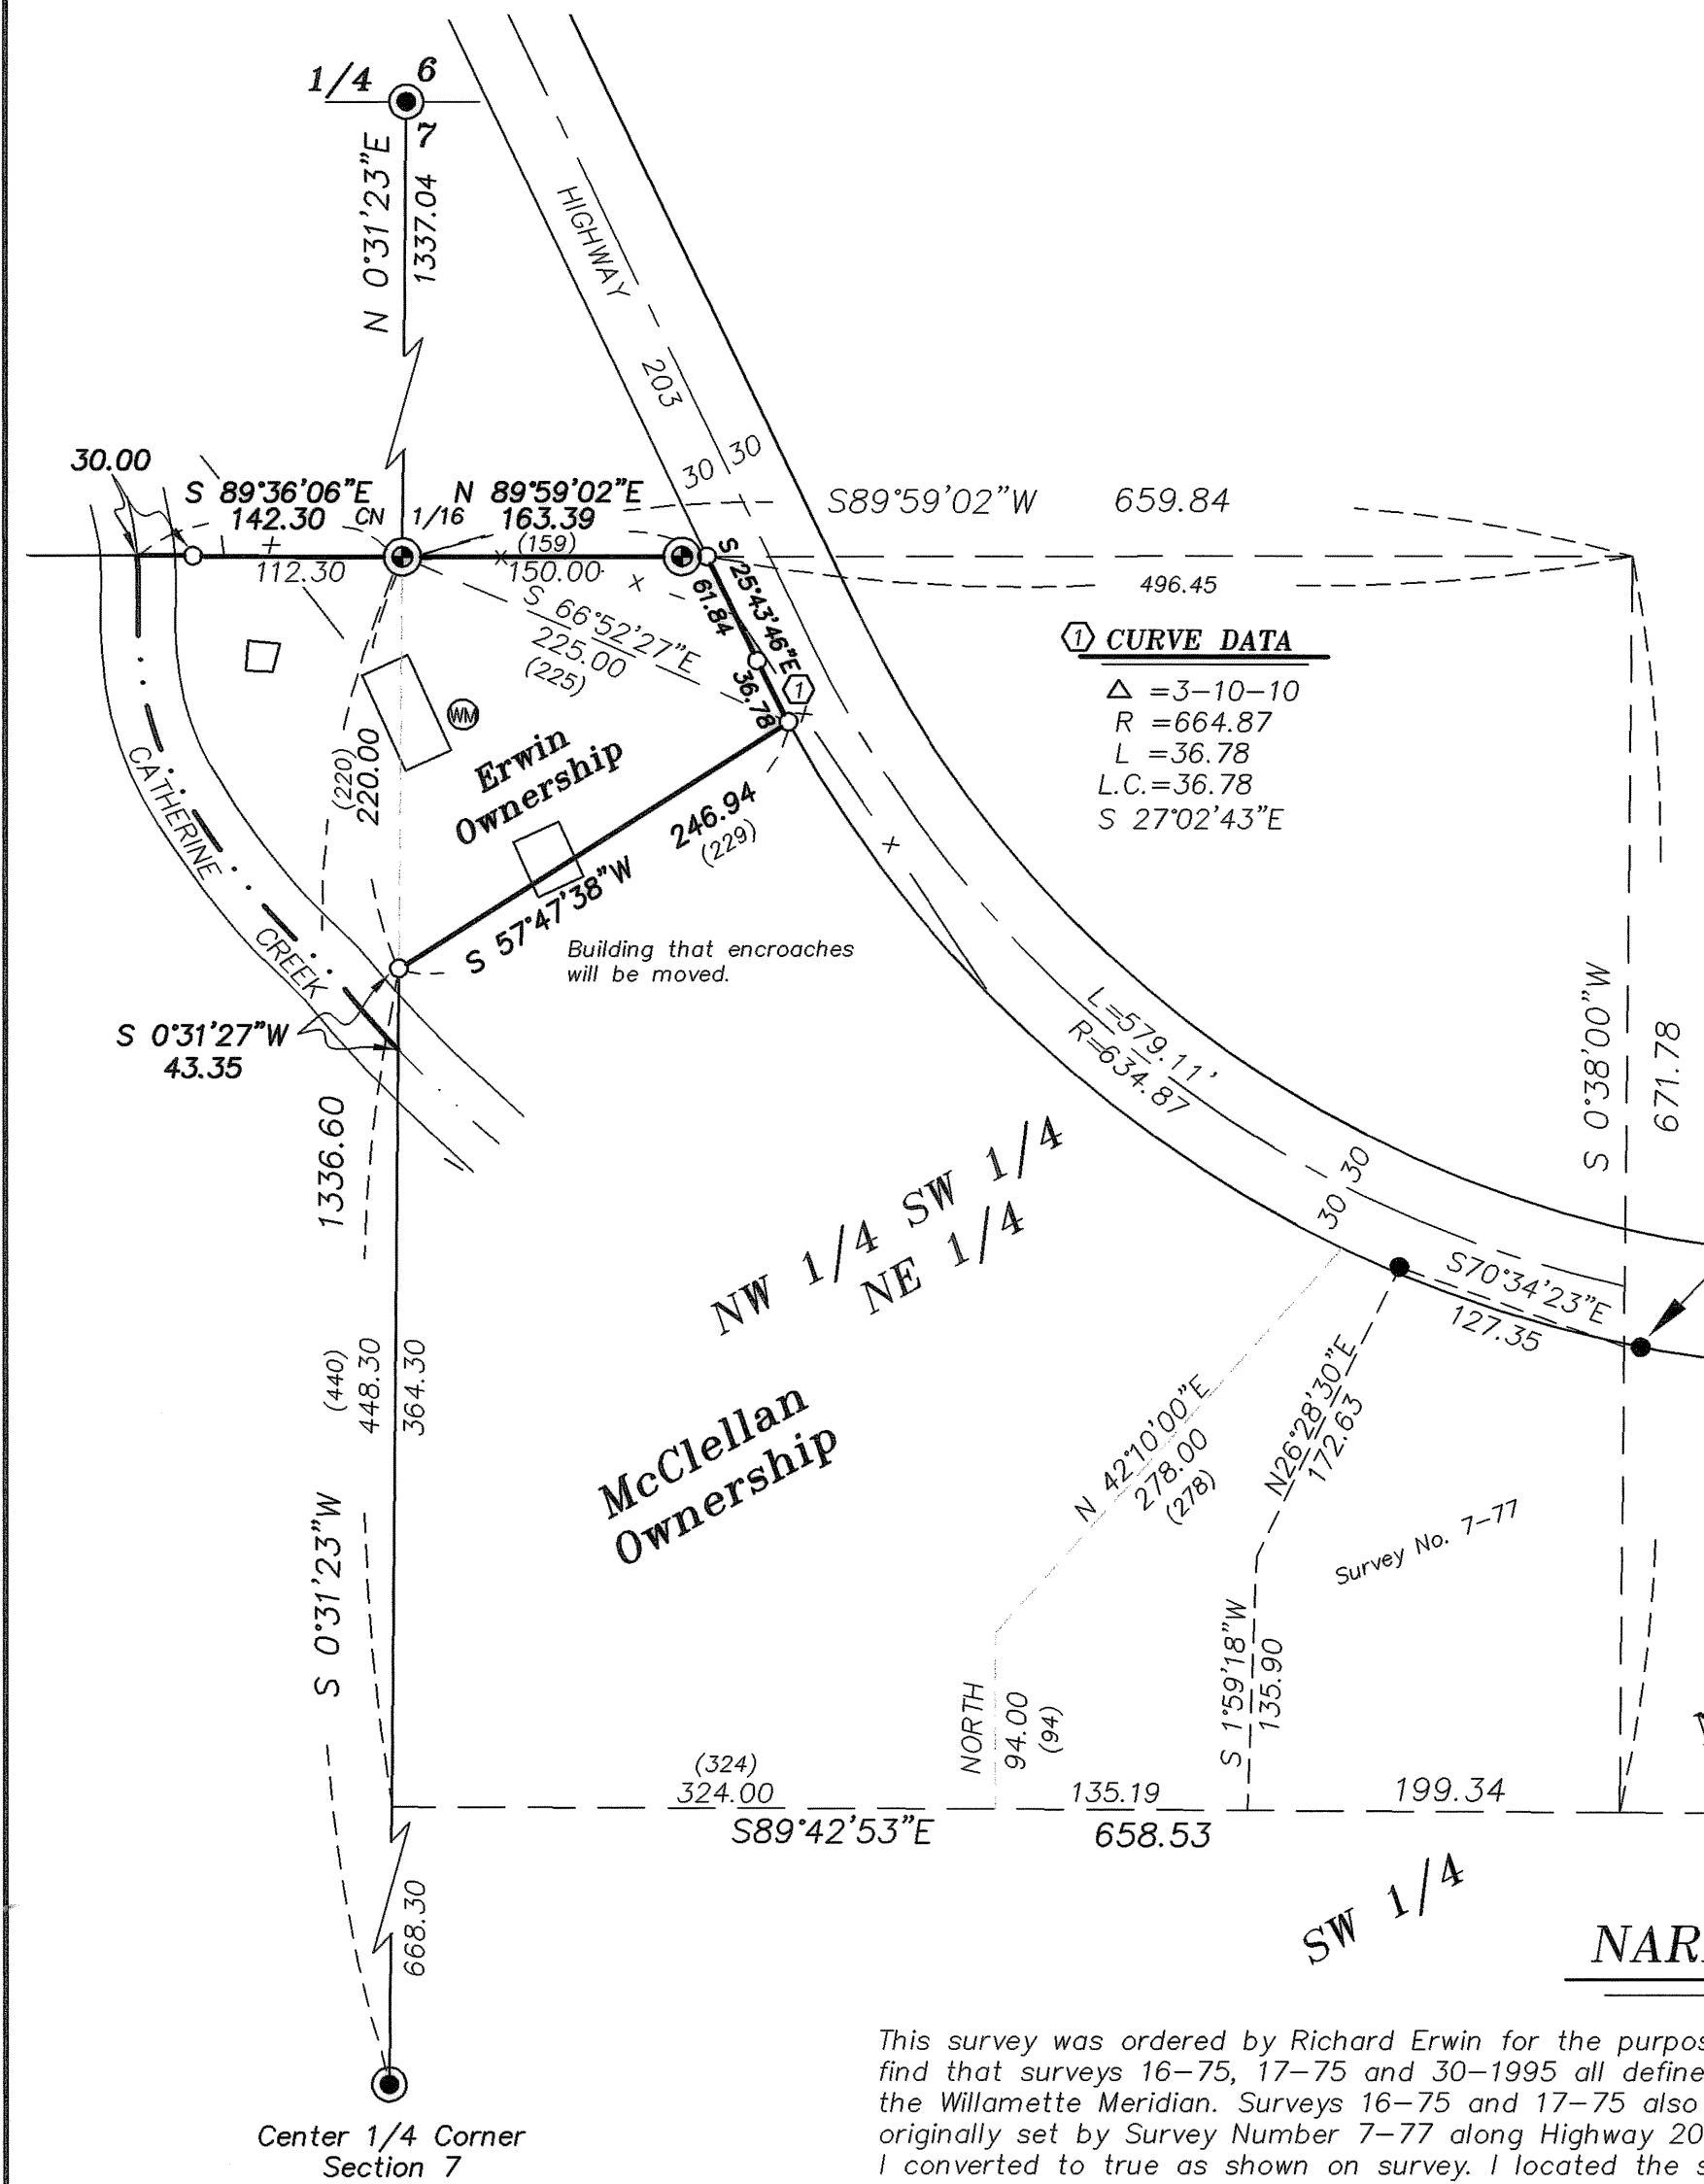 1/4
6
7
N 0°31'23"E
1337.04
HIGHWAY
203
30 30
30.00
S 89°36'06"E
142.30
CN 1/16
N 89°59'02"E
163.39
(159)
112.30
150.00
S89°59'02"W 659.84
496.45
S 25°43'46"E
61.84
36.78
1
S 66°52'27"E
225.00
(225)
1 CURVE DATA
Δ =3-10-10
R =664.87
L =36.78
L.C.=36.78
S 27°02'43"E
WM
Erwin
Ownership
(220)
220.00
CATHERINE
CREEK
246.94
(229)
S 57°47'38"W
Building that encroaches
will be moved.
S 0°31'27"W
43.35
L=579.11'
R=634.87
S 0°38'00"W
671.78
1336.60
NW 1/4 SW 1/4
NE 1/4
30 30
S70°34'23"E
127.35
(440)
448.30
364.30
McClellan
Ownership
N 42°10'00"E
278.00
(278)
N26°28'30"E
172.63
Survey No. 7-77
S 0°31'23"W
NORTH
94.00
(94)
S 1°59'18"W
135.90
(324)
324.00
135.19
199.34
S89°42'53"E
658.53
668.30
SW 1/4
NAR
This survey was ordered by Richard Erwin for the purpos
find that surveys 16-75, 17-75 and 30-1995 all define
the Willamette Meridian. Surveys 16-75 and 17-75 also
originally set by Survey Number 7-77 along Highway 20
I converted to true as shown on survey. I located the s
Center 1/4 Corner
Section 7